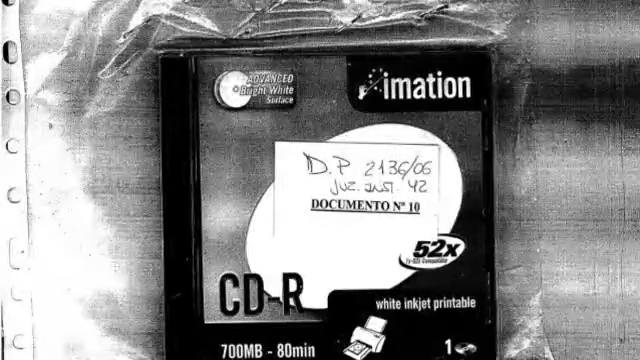 ADVANCED
Bright White
Surface
imation
D.P 2136/06
JUZ. INST. 42
DOCUMENTO Nº 10
52x
CD-R
white inkjet printable
700MB - 80min
1